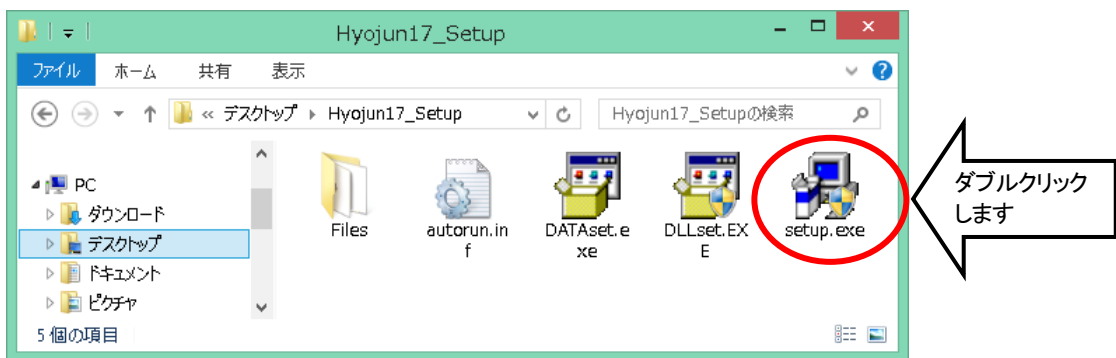 Hyojun17_Setup
ファイル ホーム 共有 表示
« デスクトップ ▸ Hyojun17_Setup
Hyojun17_Setupの検索
PC
ダウンロード
デスクトップ
ドキュメント
ピクチャ
Files
autorun.in
f
DATAset.e
xe
DLLset.EX
E
setup.exe
5 個の項目
ダブルクリック
します